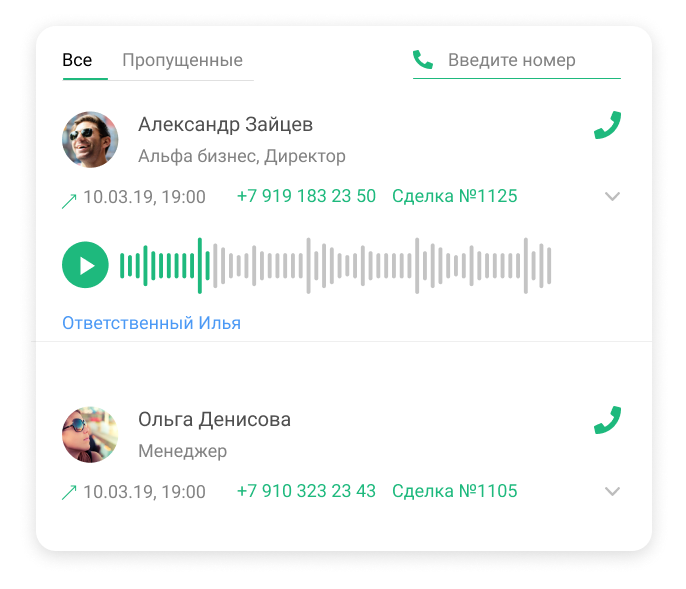 Все Пропущенные Введите номер
Александр Зайцев
Альфа бизнес, Директор
10.03.19, 19:00 +7 919 183 23 50 Сделка №1125
Ответственный Илья
Ольга Денисова
Менеджер
10.03.19, 19:00 +7 910 323 23 43 Сделка №1105